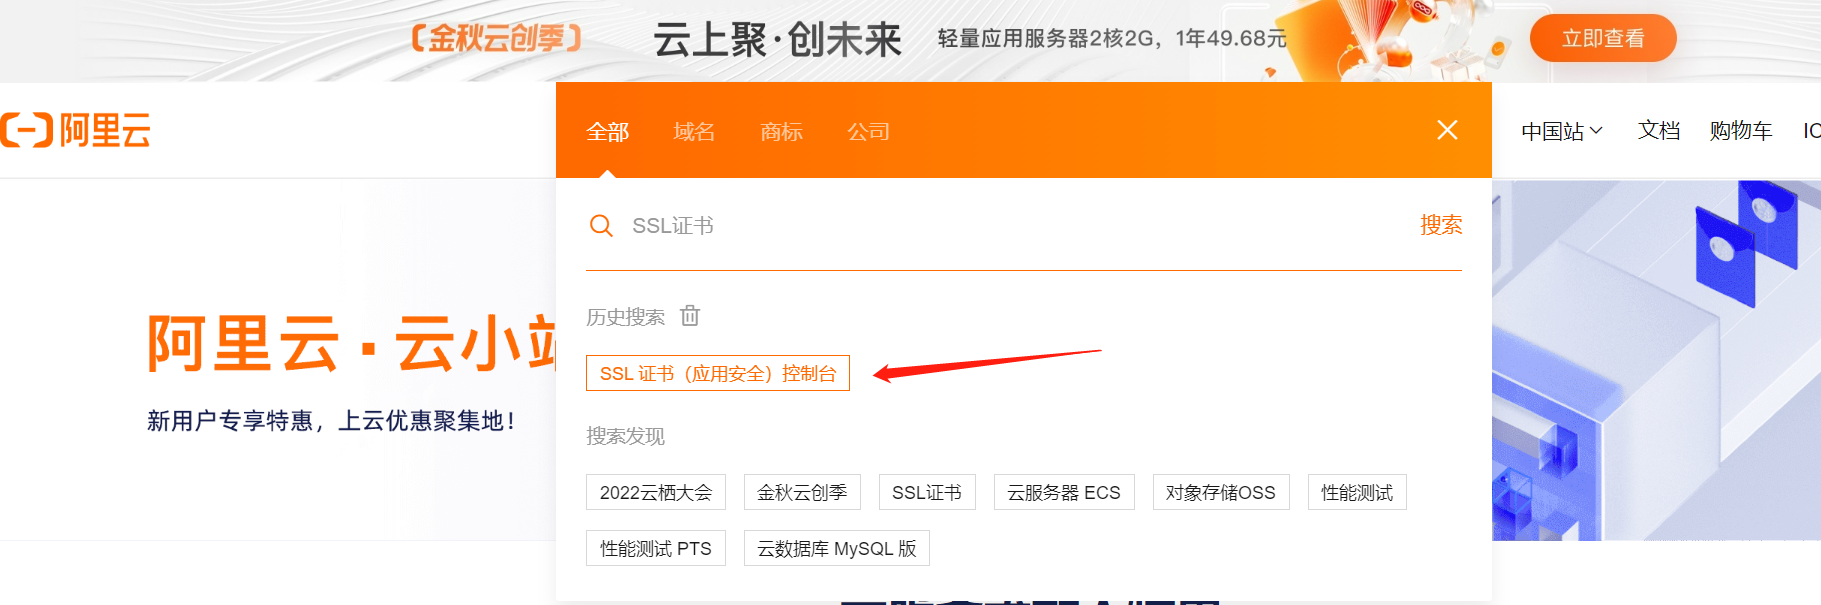 【金秋云创季】 云上聚·创未来 轻量应用服务器2核2G，1年49.68元 立即查看
阿里云 全部 域名 商标 公司 中国站 文档 购物车 IC
SSL证书 搜索
历史搜索
SSL 证书（应用安全）控制台
阿里云·云小站
新用户专享特惠，上云优惠聚集地！
搜索发现
2022云栖大会 金秋云创季 SSL证书 云服务器 ECS 对象存储OSS 性能测试
性能测试 PTS 云数据库 MySQL 版